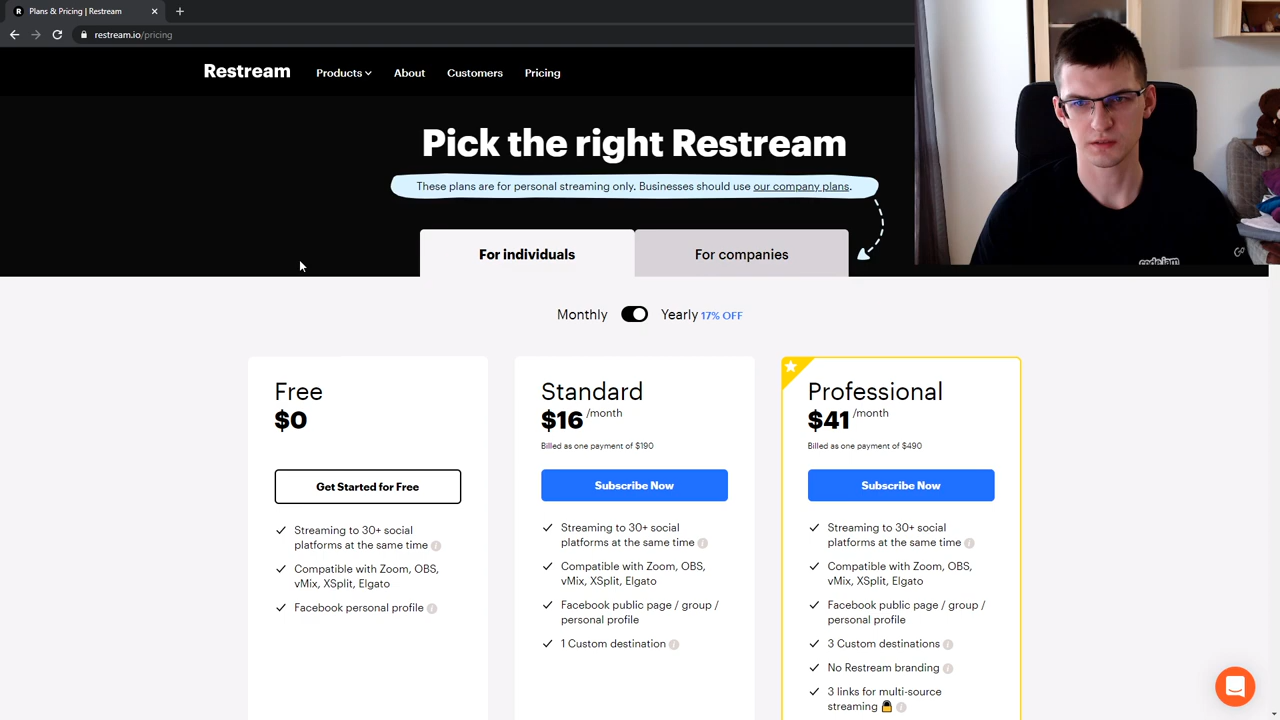 Plans & Pricing | Restream
restream.io/pricing
Restream
Products
About
Customers
Pricing
Pick the right Restream
These plans are for personal streaming only. Businesses should use our company plans.
For individuals
For companies
Monthly
Yearly 17% OFF
Free
$0
Get Started for Free
Streaming to 30+ social
platforms at the same time
Compatible with Zoom, OBS,
vMix, XSplit, Elgato
Facebook personal profile
Standard
$16 /month
Billed as one payment of $190
Subscribe Now
Streaming to 30+ social
platforms at the same time
Compatible with Zoom, OBS,
vMix, XSplit, Elgato
Facebook public page / group /
personal profile
1 Custom destination
Professional
$41 /month
Billed as one payment of $490
Subscribe Now
Streaming to 30+ social
platforms at the same time
Compatible with Zoom, OBS,
vMix, XSplit, Elgato
Facebook public page / group /
personal profile
3 Custom destinations
No Restream branding
3 links for multi-source
streaming